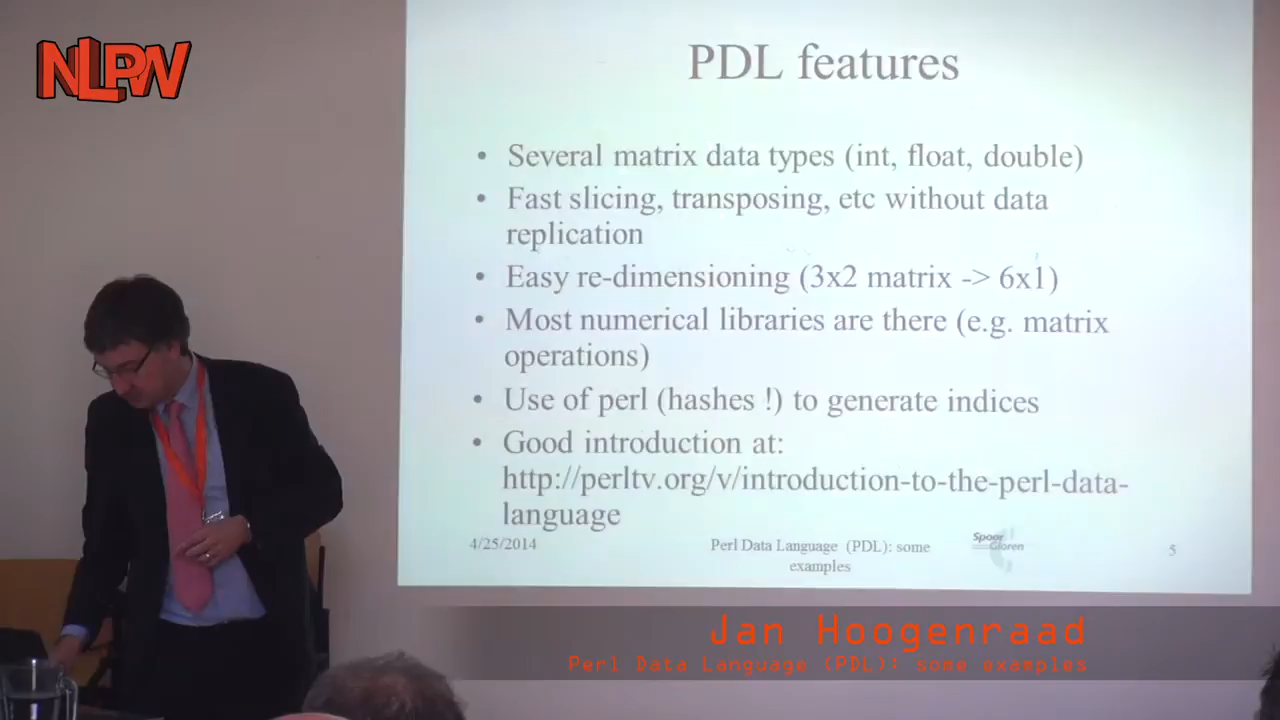 NLPW
PDL features
• Several matrix data types (int, float, double)
• Fast slicing, transposing, etc without data
replication
• Easy re-dimensioning (3x2 matrix -> 6x1)
• Most numerical libraries are there (e.g. matrix
operations)
• Use of perl (hashes !) to generate indices
• Good introduction at:
http://perltv.org/v/introduction-to-the-perl-data-
language
4/25/2014
Perl Data Language (PDL): some
examples
Spoor
Gloren
5
Jan Hoogenraad
Perl Data Language (PDL): some examples